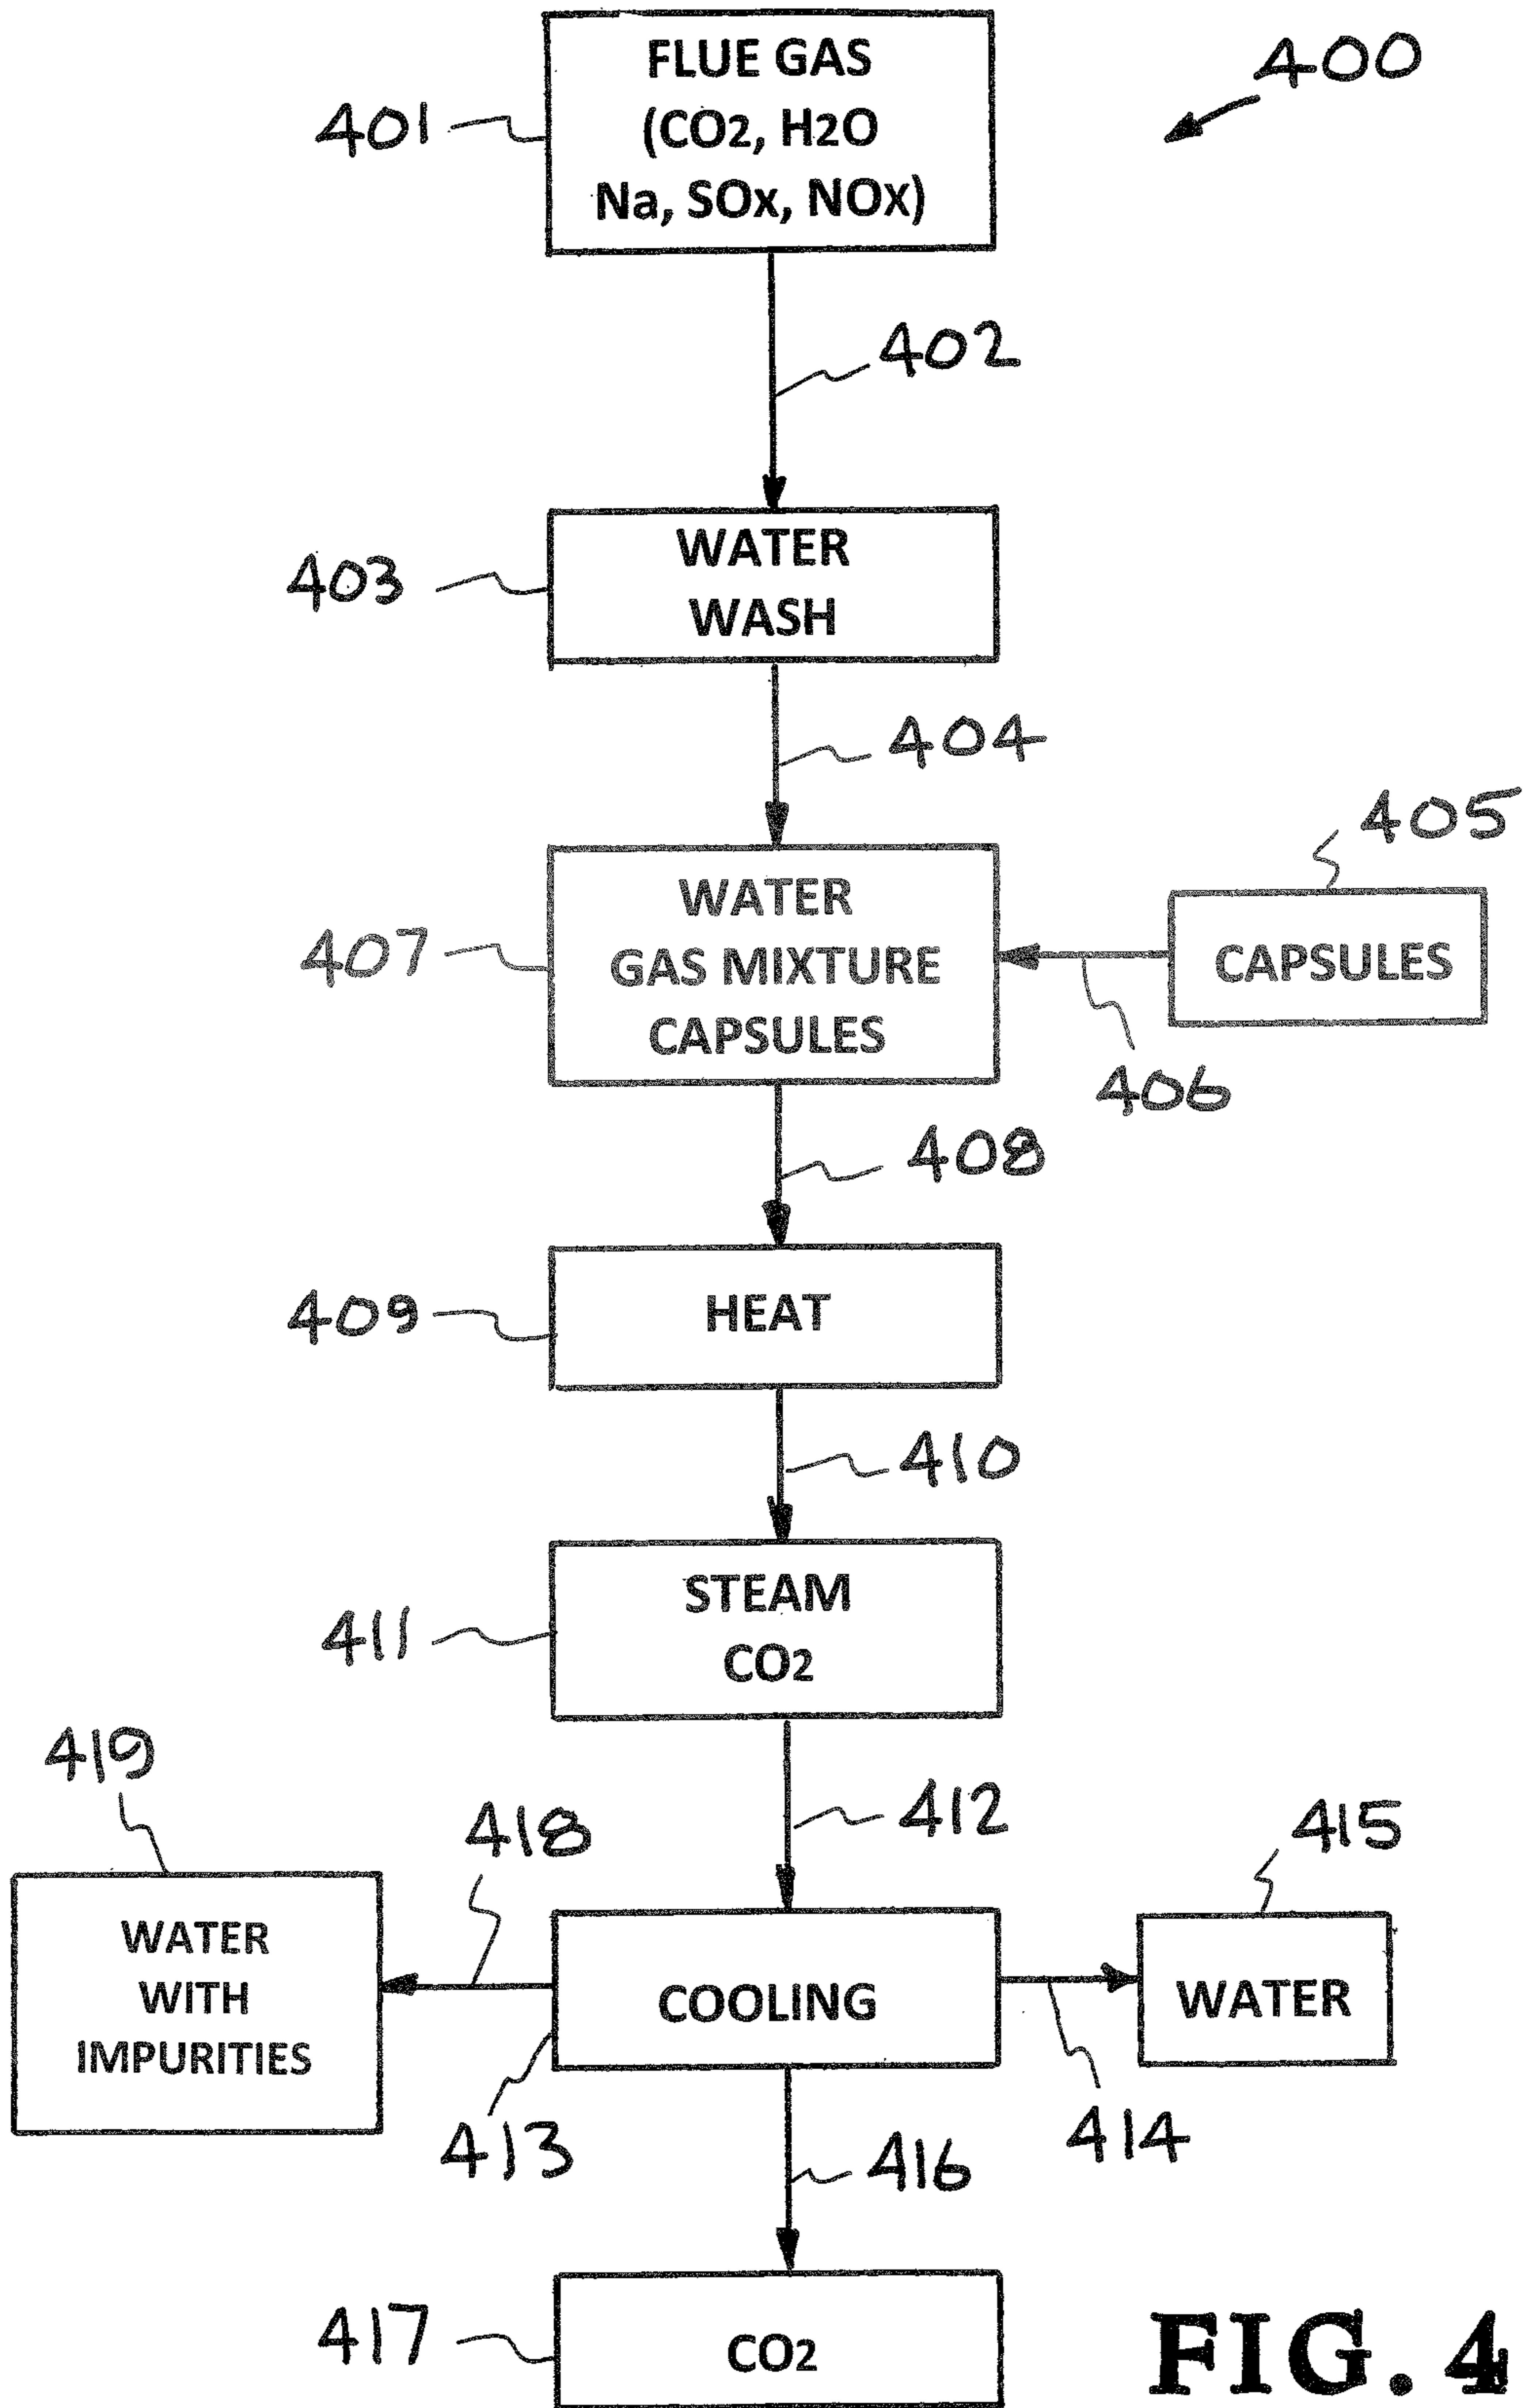 FLUE GAS
(CO2, H2O
Na, SOx, NOx)
400
401
402
WATER
WASH
403
404
405
WATER
GAS MIXTURE
CAPSULES
407
CAPSULES
406
408
HEAT
409
410
STEAM
CO2
411
419
418
412
415
WATER
WITH
IMPURITIES
COOLING
WATER
413
414
416
417
CO2
FIG. 4